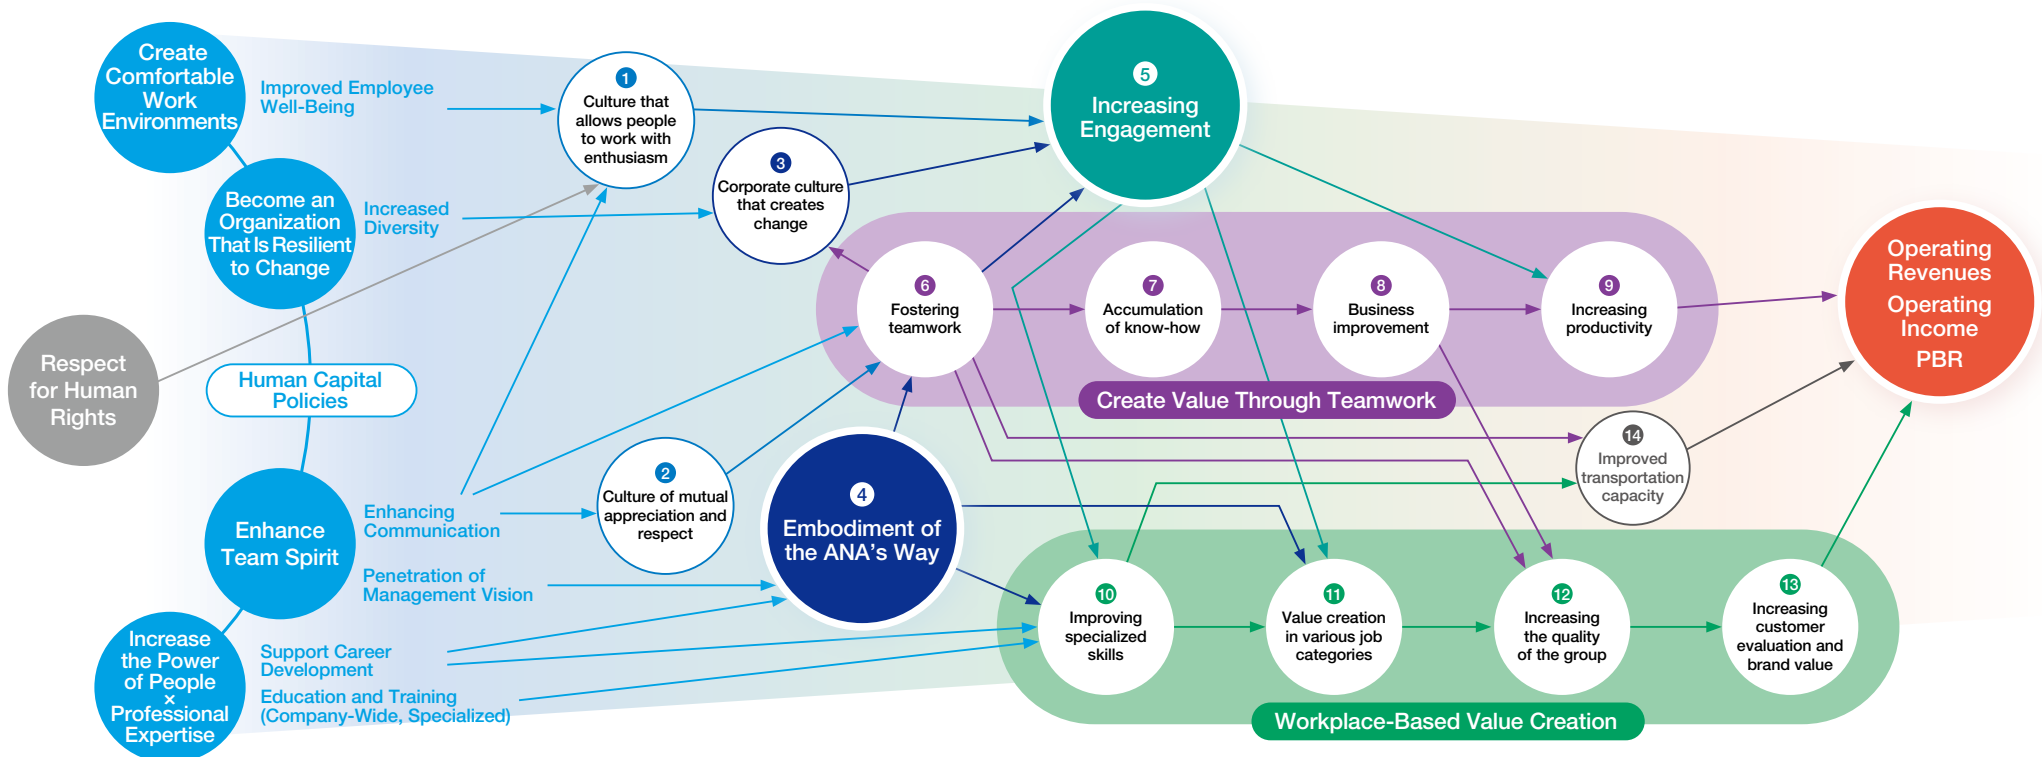 Create
Comfortable
Work
Environments
Improved Employee
Well-Being
Become an
Organization
That Is Resilient
to Change
Increased
Diversity
Respect
for Human
Rights
Human Capital
Policies
Enhance
Team Spirit
Enhancing
Communication
Penetration of
Management Vision
Increase
the Power
of People
×
Professional
Expertise
Support Career
Development
Education and Training
(Company-Wide, Specialized)
1
Culture that
allows people
to work with
enthusiasm
3
Corporate culture
that creates
change
2
Culture of mutual
appreciation and
respect
4
Embodiment of
the ANA’s Way
5
Increasing
Engagement
6
Fostering
teamwork
7
Accumulation
of know-how
8
Business
improvement
9
Increasing
productivity
Create Value Through Teamwork
14
Improved
transportation
capacity
10
Improving
specialized
skills
11
Value creation
in various job
categories
12
Increasing
the quality
of the group
13
Increasing
customer
evaluation and
brand value
Workplace-Based Value Creation
Operating
Revenues
Operating
Income
PBR